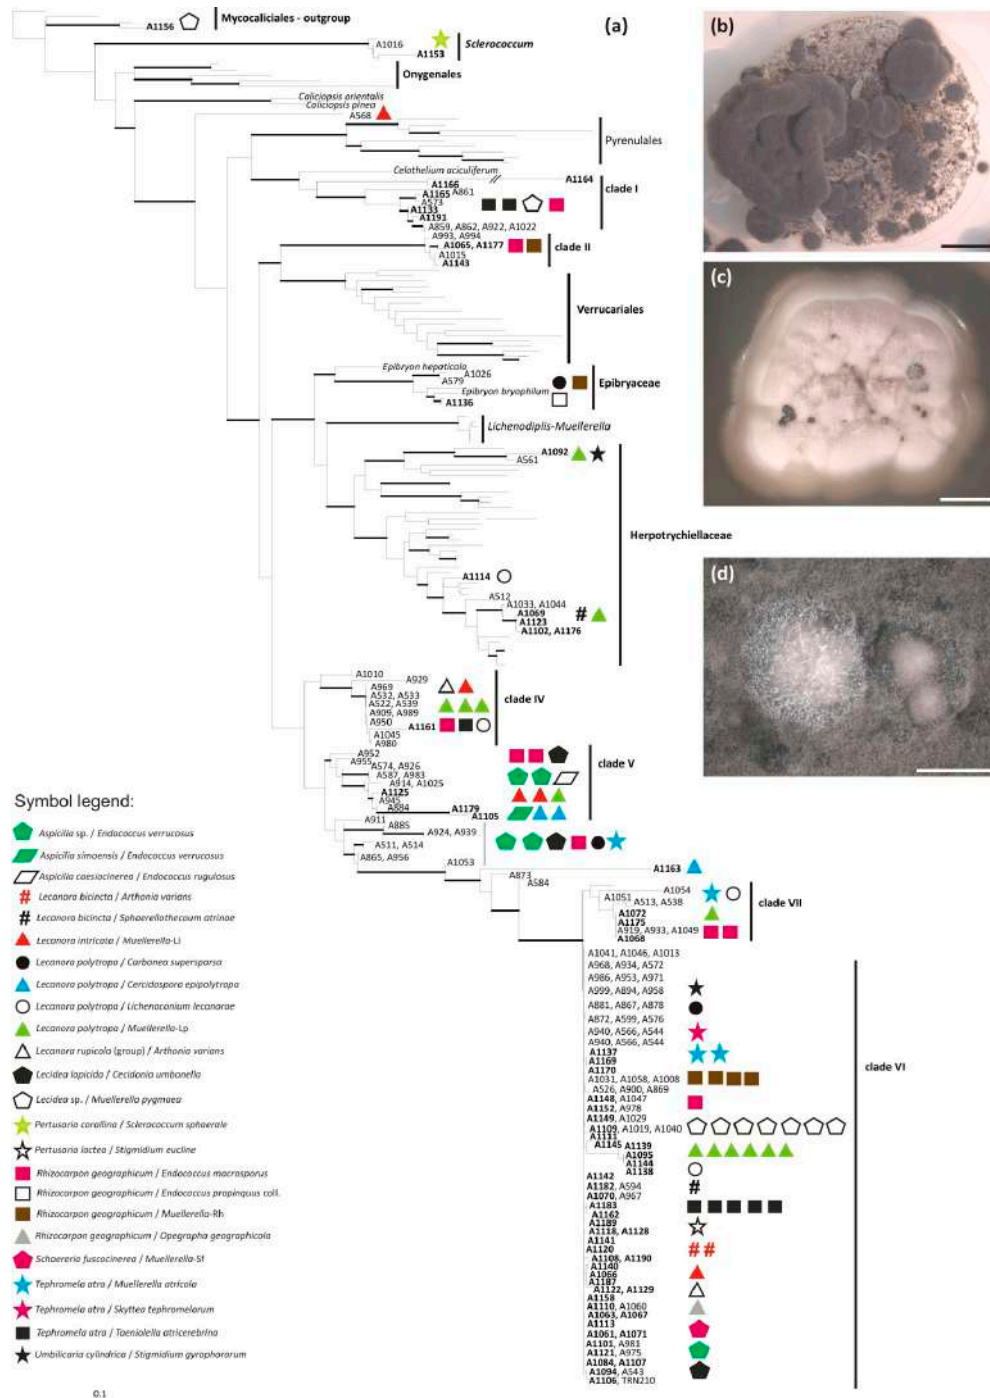 (a)
Mycocaliciales - outgroup
A1156
A1016
A1153
Sclerococcum
Onygenales
Caliciopsis orientalis
Caliciopsis pinea
A568
Pyrenulales
Celothelium aciculiferum
A1164
clade I
A1166
A1165 A861
A573
A1133
A1191
A859, A862, A922, A1022
A993, A994
A1065, A1177
clade II
A1015
A1143
Verrucariales
Epibryon hepaticola
A1026
A579
Epibryaceae
Epibryon bryophilum
A1136
Lichenodiplis-Muellerella
A1092
A561
Herpotrychiellaceae
A1114
A512
A1033, A1044
A1069
A1123
A1102, A1176
A1010
A929
A969
A532, A533
A522, A539
clade IV
A909, A989
A950
A1161
A1045
A980
A952
A955
A574, A926
clade V
A587, A983
A914, A1025
A1125
A945
A884
A1179
A1105
A911
A885
A924, A939
A511, A514
A865, A956
A1053
A1163
A873
A584
A1054
A1051
A513, A538
clade VII
A1072
A1175
A919, A933, A1049
A1068
A1041, A1046, A1013
A968, A934, A572
A986, A953, A971
A999, A894, A958
A881, A867, A878
A872, A599, A576
A940, A566, A544
A940, A566, A544
A1137
A1169
clade VI
A1170
A1031, A1058, A1008
A526, A900, A869
A1148, A1047
A1152, A978
A1149, A1029
A1109, A1019, A1040
A1111
A1145
A1139
A1095
A1144
A1138
A1142
A1182, A594
A1070, A967
A1183
A1162
A1189
A1118, A1128
A1141
A1120
A1108, A1190
A1140
A1066
A1187
A1122, A1129
A1158
A1110, A1060
A1063, A1067
A1113
A1061, A1071
A1101, A981
A1121, A975
A1084, A1107
A1094, A543
A1106, TRN210
Symbol legend:
Aspicilia sp. / Endococcus verrucosus
Aspicilia simoensis / Endococcus verrucosus
Aspicilia caesiocinerea / Endococcus rugulosus
# Lecanora bicincta / Arthonia varians
# Lecanora bicincta / Sphaerellothecium atrinae
Lecanora intricata / Muellerella-Li
Lecanora polytropa / Carbonea supersparsa
Lecanora polytropa / Cercidospora epipolytropa
Lecanora polytropa / Lichenoconium lecanorae
Lecanora polytropa / Muellerella-Lp
Lecanora rupicola (group) / Arthonia varians
Lecidea lapicida / Cecidonia umbonella
Lecidea sp. / Muellerella pygmaea
Pertusaria corallina / Sclerococcum sphaerale
Pertusaria lactea / Stigmidium eucline
Rhizocarpon geographicum / Endococcus macrosporus
Rhizocarpon geographicum / Endococcus propinquus coll.
Rhizocarpon geographicum / Muellerella-Rh
Rhizocarpon geographicum / Opegrapha geographicola
Schaereria fuscocinerea / Muellerella-Sf
Tephromela atra / Muellerella atricola
Tephromela atra / Skyttea tephromelarum
Tephromela atra / Taeniolella atricerebrina
Umbilicaria cylindrica / Stigmidium gyrophorarum
0.1
(b)
(c)
(d)